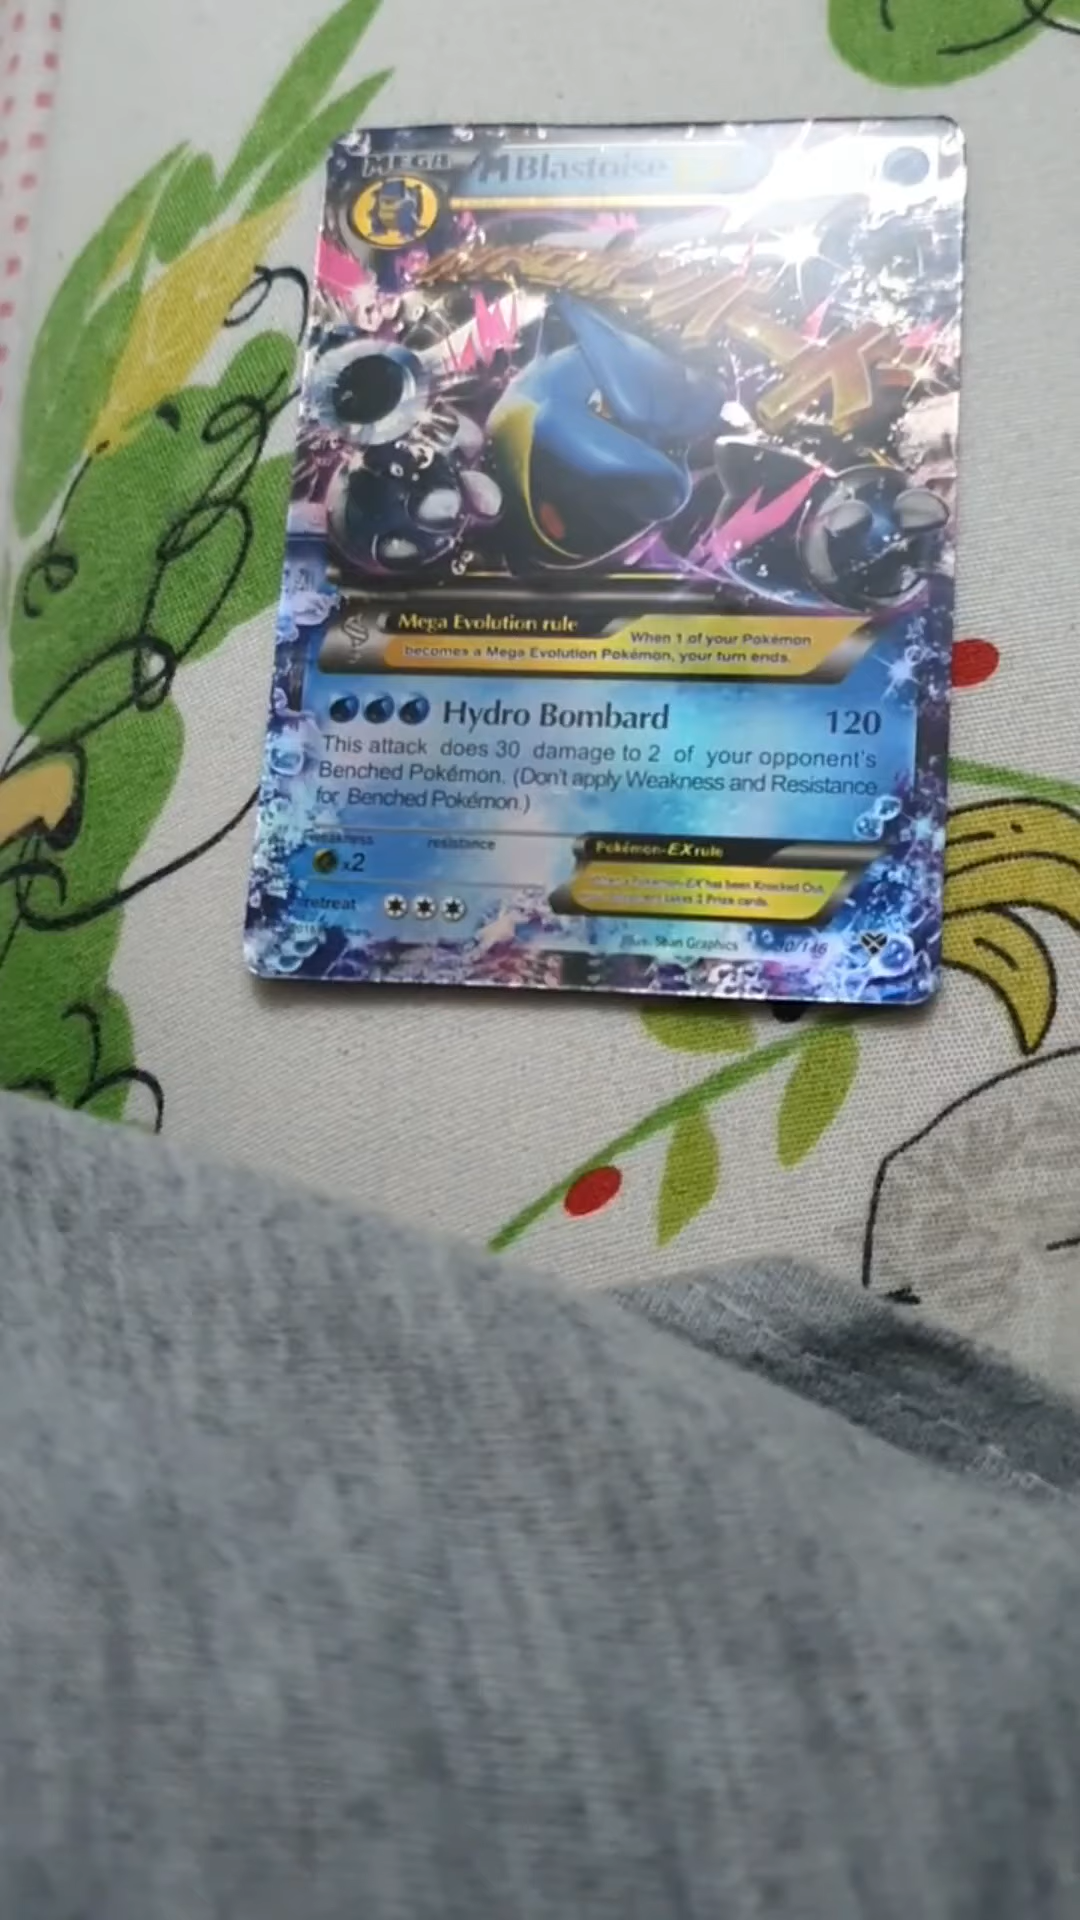 MEGA M Blastoise
Mega Evolution rule
When 1 of your Pokémon
becomes a Mega Evolution Pokémon, your turn ends.
Hydro Bombard 120
This attack does 30 damage to 2 of your opponent's
Benched Pokémon. (Don't apply Weakness and Resistance
for Benched Pokémon.)
weakness resistance
x2
Pokémon-EX rule
Pokémon-EX has been Knocked Out,
takes 2 Prize cards.
retreat
Illus. 5ban Graphics /146